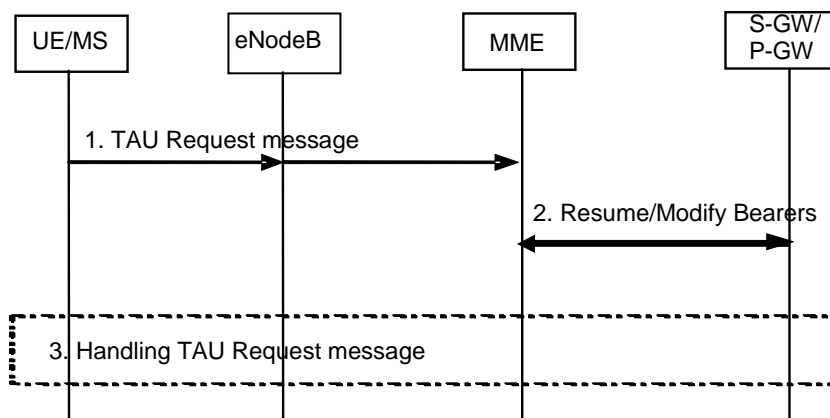 UE/MS
eNodeB
MME
S-GW/
P-GW
1. TAU Request message
2. Resume/Modify Bearers
3. Handling TAU Request message